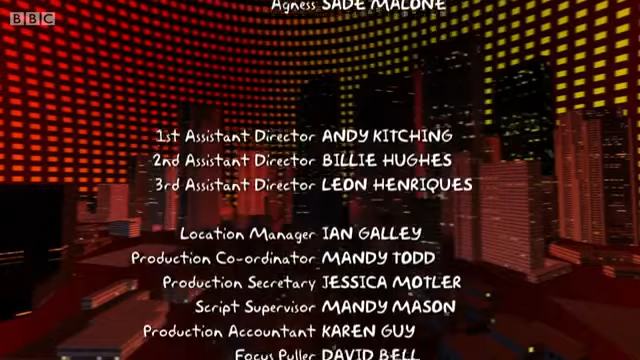 BBC
Agness SADE MALONE
1st Assistant Director ANDY KITCHING
2nd Assistant Director BILLIE HUGHES
3rd Assistant Director LEON HENRIQUES
Location Manager IAN GALLEY
Production Co-ordinator MANDY TODD
Production Secretary JESSICA MOTLER
Script Supervisor MANDY MASON
Production Accountant KAREN GUY
Focus Puller DAVID BELL